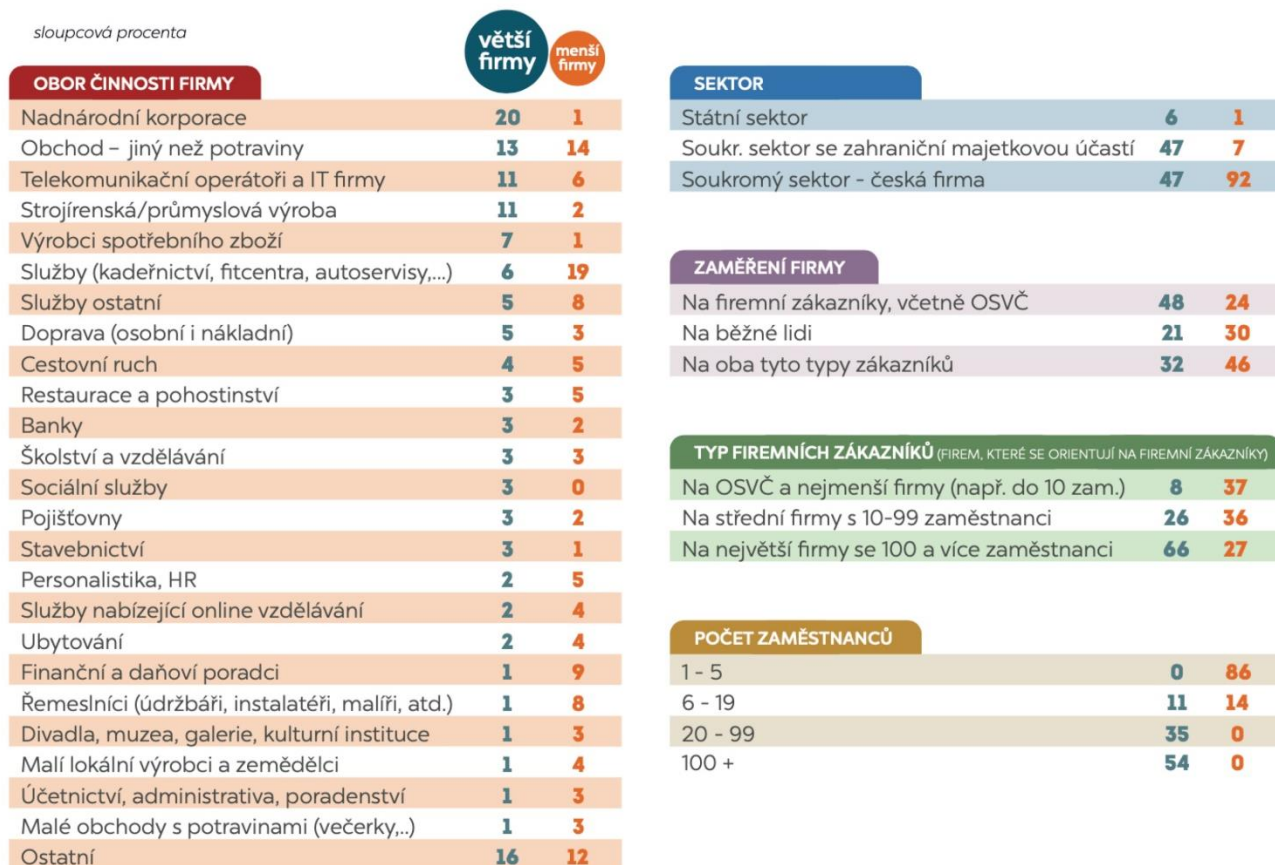 sloupcová procenta
větší
firmy
menší
firmy
OBOR ČINNOSTI FIRMY
Nadnárodní korporace 20 1
Obchod – jiný než potraviny 13 14
Telekomunikační operátoři a IT firmy 11 6
Strojírenská/průmyslová výroba 11 2
Výrobci spotřebního zboží 7 1
Služby (kadeřnictví, fitcentra, autoservisy,...) 6 19
Služby ostatní 5 8
Doprava (osobní i nákladní) 5 3
Cestovní ruch 4 5
Restaurace a pohostinství 3 5
Banky 3 2
Školství a vzdělávání 3 3
Sociální služby 3 0
Pojišťovny 3 2
Stavebnictví 3 1
Personalistika, HR 2 5
Služby nabízející online vzdělávání 2 4
Ubytování 2 4
Finanční a daňoví poradci 1 9
Řemeslníci (údržbáři, instalatéři, malíři, atd.) 1 8
Divadla, muzea, galerie, kulturní instituce 1 3
Malí lokální výrobci a zemědělci 1 4
Účetnictví, administrativa, poradenství 1 3
Malé obchody s potravinami (večerky,..) 1 3
Ostatní 16 12
SEKTOR
Státní sektor 6 1
Soukr. sektor se zahraniční majetkovou účastí 47 7
Soukromý sektor - česká firma 47 92
ZAMĚŘENÍ FIRMY
Na firemní zákazníky, včetně OSVČ 48 24
Na běžné lidi 21 30
Na oba tyto typy zákazníků 32 46
TYP FIREMNÍCH ZÁKAZNÍKŮ (FIREM, KTERÉ SE ORIENTUJÍ NA FIREMNÍ ZÁKAZNÍKY)
Na OSVČ a nejmenší firmy (např. do 10 zam.) 8 37
Na střední firmy s 10-99 zaměstnanci 26 36
Na největší firmy se 100 a více zaměstnanci 66 27
POČET ZAMĚSTNANCŮ
1 - 5 0 86
6 - 19 11 14
20 - 99 35 0
100 + 54 0